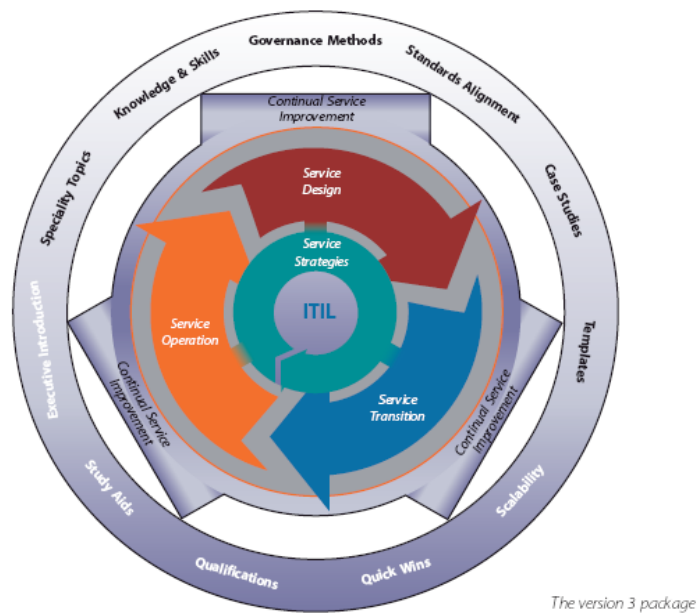 Governance Methods
Knowledge & Skills
Standards Alignment
Continual Service
Improvement
Speciality Topics
Case Studies
Service
Design
Service
Strategies
ITIL
Service
Operation
Executive Introduction
Templates
Continual Service
Improvement
Service
Transition
Continual Service
Improvement
Study Aids
Scalability
Qualifications
Quick Wins
The version 3 package